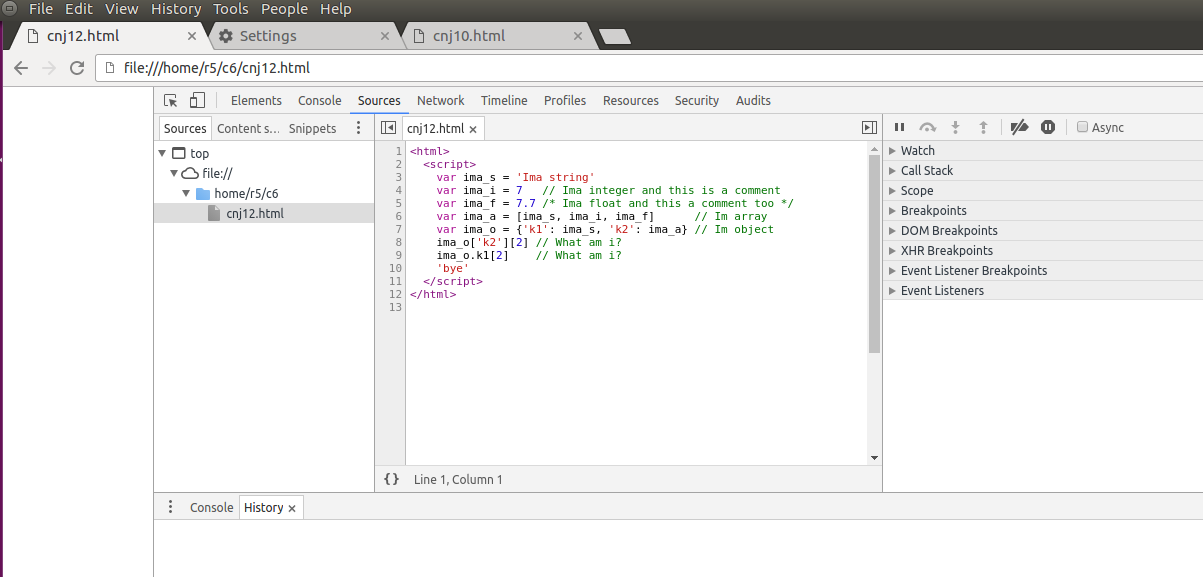 File Edit View History Tools People Help
cnj12.html × Settings × cnj10.html ×
file:///home/r5/c6/cnj12.html
Elements Console Sources Network Timeline Profiles Resources Security Audits
Sources Content s... Snippets
cnj12.html ×
Async
top
file://
home/r5/c6
cnj12.html
1 <html>
2   <script>
3     var ima_s = 'Ima string'
4     var ima_i = 7   // Ima integer and this is a comment
5     var ima_f = 7.7 /* Ima float and this a comment too */
6     var ima_a = [ima_s, ima_i, ima_f]      // Im array
7     var ima_o = {'k1': ima_s, 'k2': ima_a} // Im object
8     ima_o['k2'][2] // What am i?
9     ima_o.k1[2]    // What am i?
10     'bye'
11   </script>
12 </html>
13
{} Line 1, Column 1
Watch
Call Stack
Scope
Breakpoints
DOM Breakpoints
XHR Breakpoints
Event Listener Breakpoints
Event Listeners
Console History ×